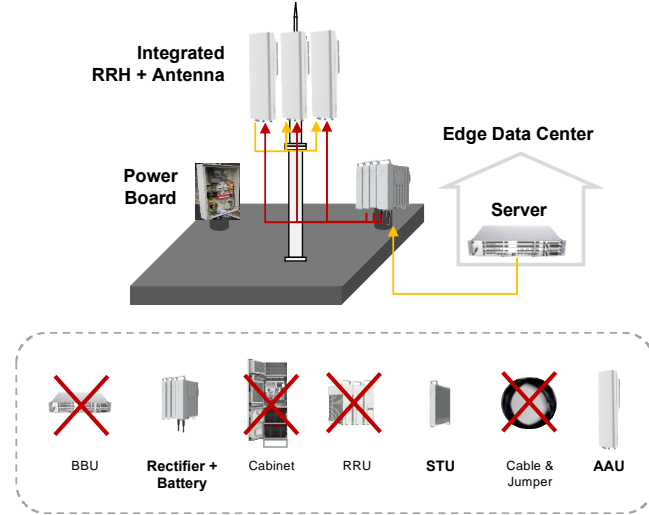 Integrated
RRH + Antenna
Edge Data Center
Power
Board
Server
BBU
Rectifier +
Battery
Cabinet
RRU
STU
Cable &
Jumper
AAU